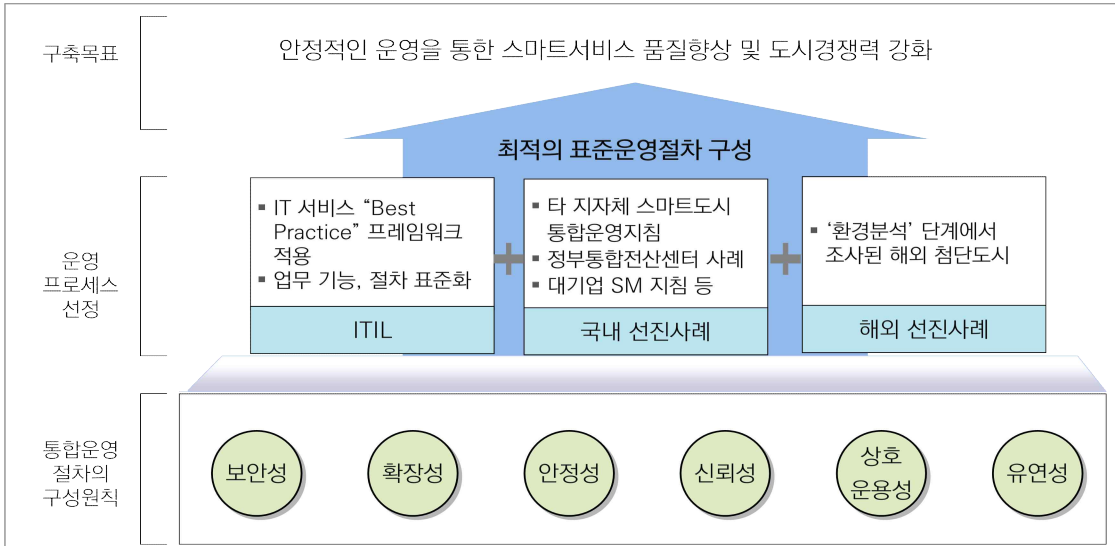 구축목표
안정적인 운영을 통한 스마트서비스 품질향상 및 도시경쟁력 강화
최적의 표준운영절차 구성
운영
프로세스
선정
▪ IT 서비스 “Best
Practice” 프레임워크
적용
▪ 업무 기능, 절차 표준화
ITIL
+
▪ 타 지자체 스마트도시
통합운영지침
▪ 정부통합전산센터 사례
▪ 대기업 SM 지침 등
국내 선진사례
+
▪ ‘환경분석’ 단계에서
조사된 해외 첨단도시
해외 선진사례
통합운영
절차의
구성원칙
보안성
확장성
안정성
신뢰성
상호
운용성
유연성